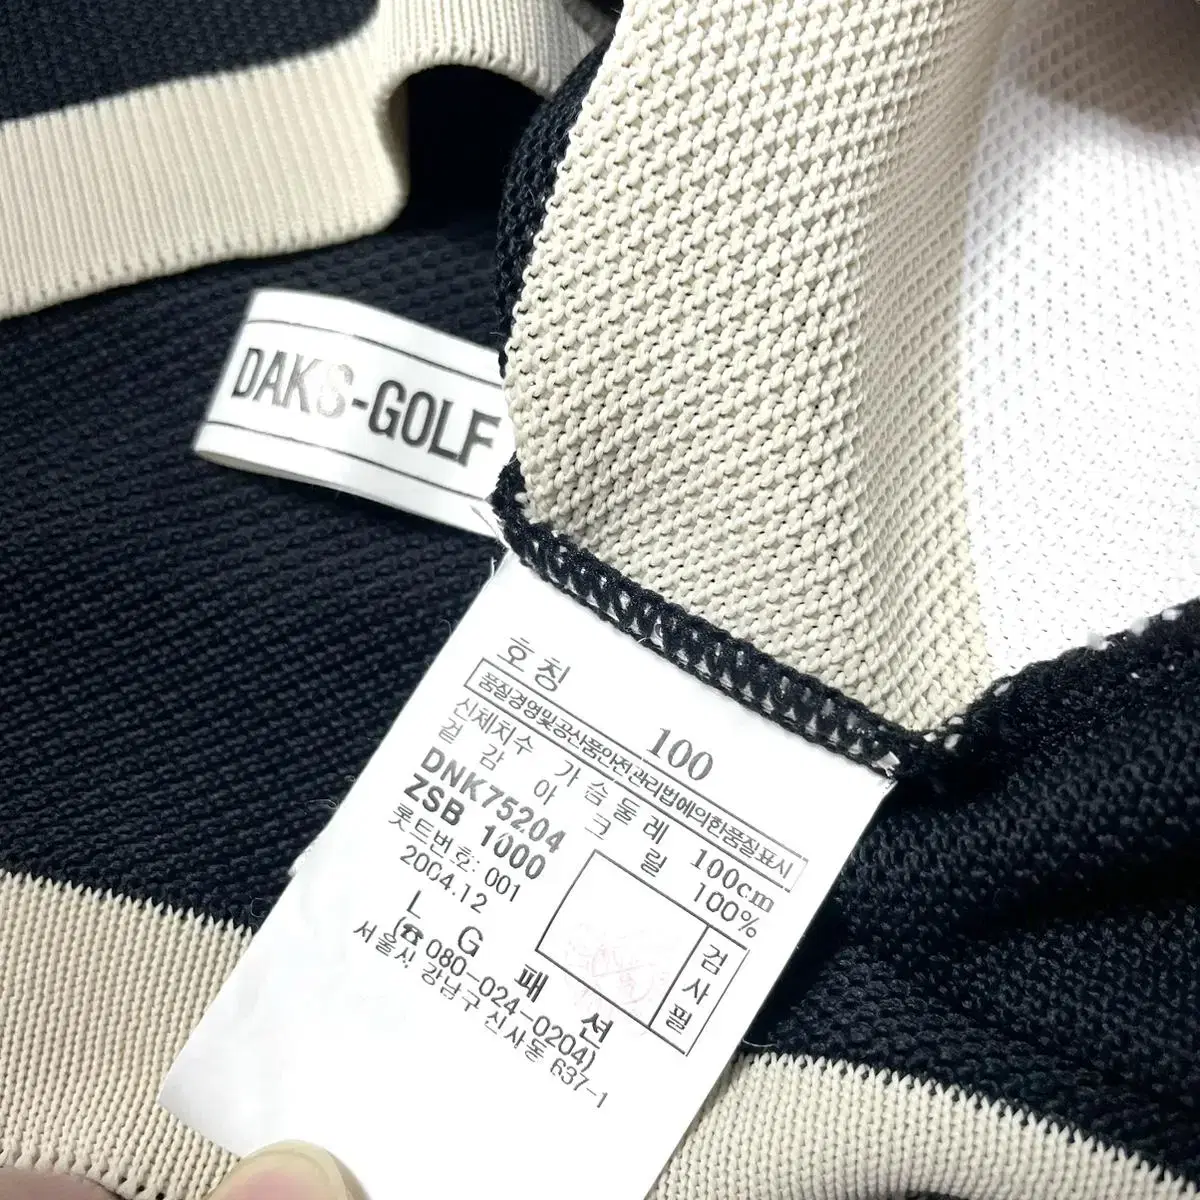 DAKS-GOLF
호칭 100
품질경영및공산품안전관리법에의한품질표시
신체치수 가슴둘레 100cm
겉감 아크릴 100%
DNK75204
ZSB 1000
롯트번호: 001
2004.12
검사필
LG패션
(☎080-024-0204)
서울시 강남구 신사동 637-1